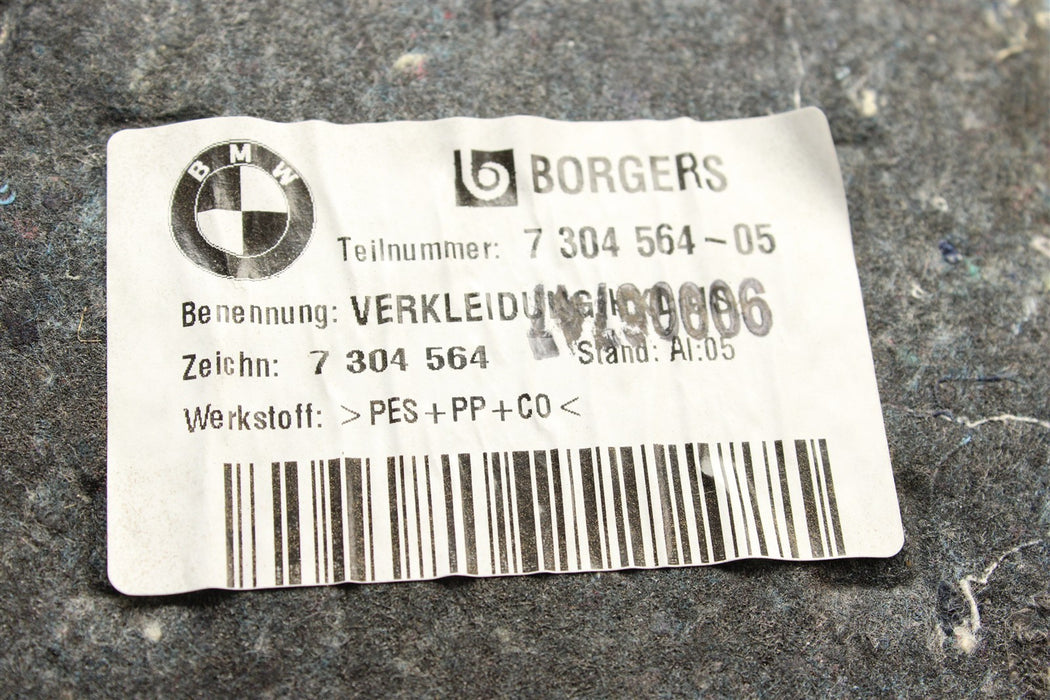 BMW
BORGERS
Teilnummer: 7 304 564-05
Benennung: VERKLEIDUNG
Zeichn: 7 304 564 Stand: AI:05
Werkstoff: >PES+PP+CO<